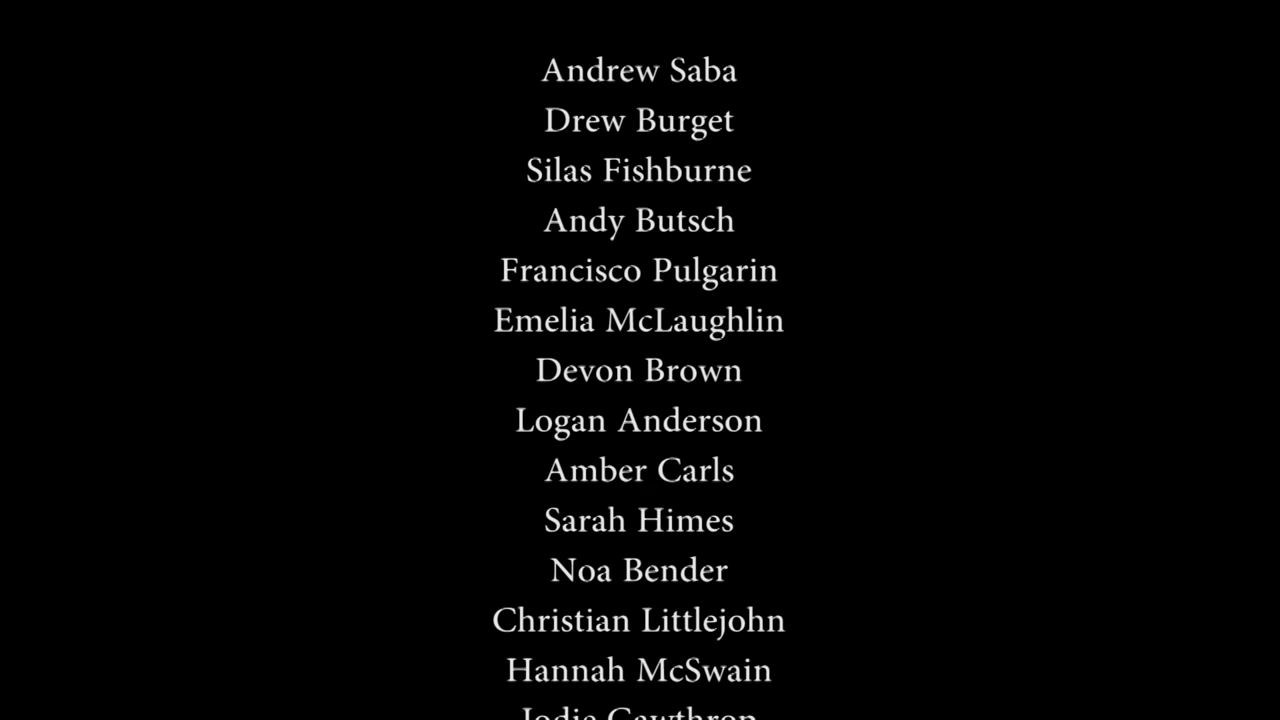 Andrew Saba
Drew Burget
Silas Fishburne
Andy Butsch
Francisco Pulgarin
Emelia McLaughlin
Devon Brown
Logan Anderson
Amber Carls
Sarah Himes
Noa Bender
Christian Littlejohn
Hannah McSwain